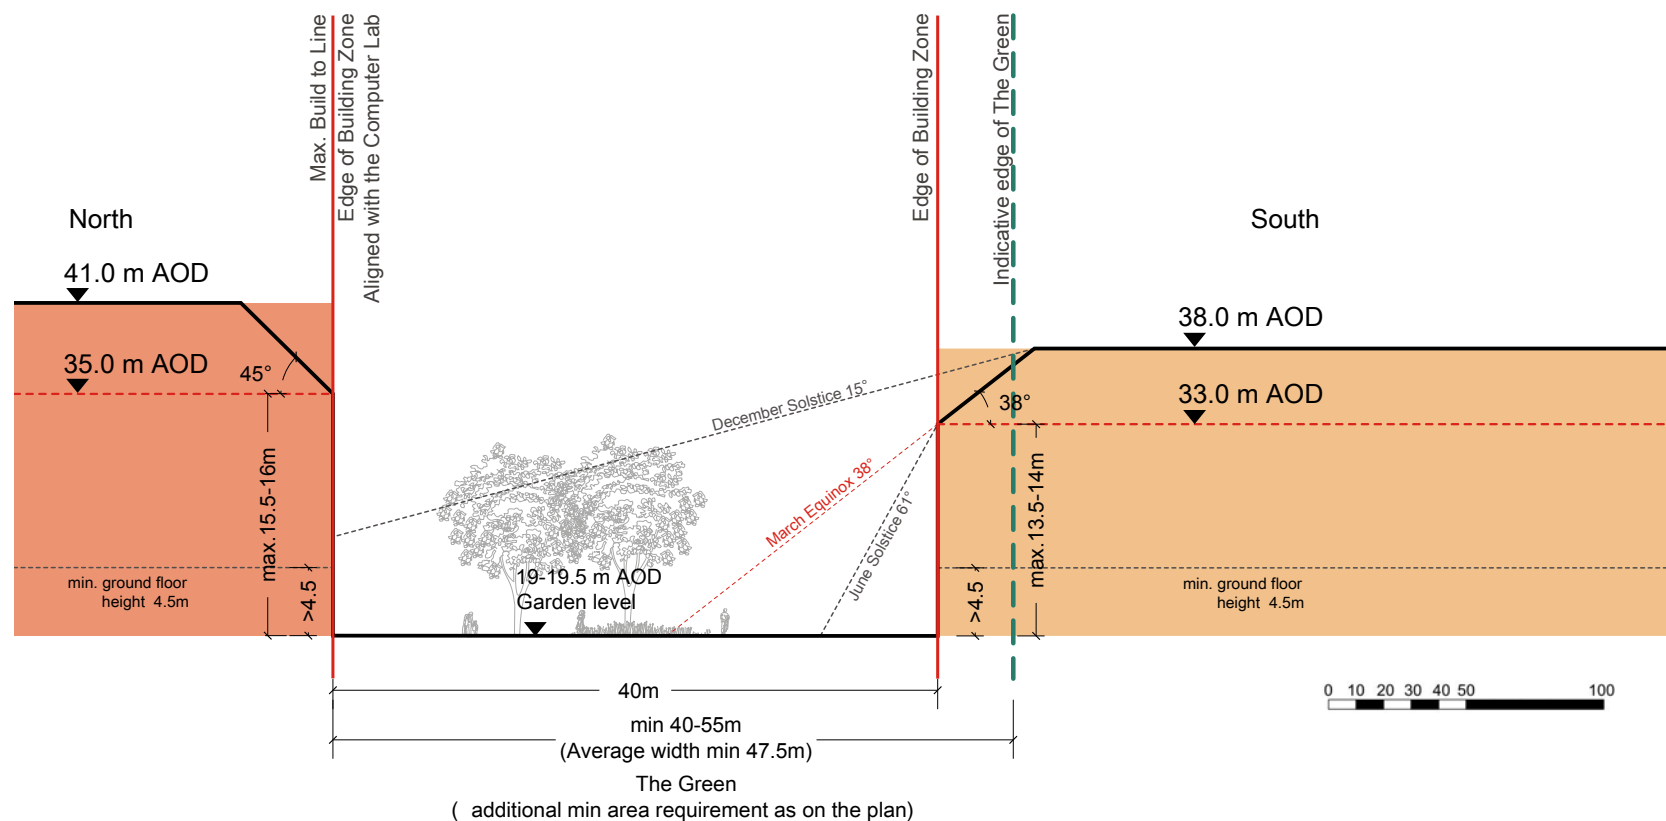 Max. Build to Line
Edge of Building Zone
Aligned with the Computer Lab
Edge of Building Zone
Indicative edge of The Green
North
South
41.0 m AOD
38.0 m AOD
35.0 m AOD
45°
33.0 m AOD
38°
December Solstice 15°
March Equinox 38°
June Solstice 61°
max.15.5-16m
max.13.5-14m
min. ground floor
height 4.5m
>4.5
19-19.5 m AOD
Garden level
>4.5
min. ground floor
height 4.5m
40m
min 40-55m
(Average width min 47.5m)
The Green
( additional min area requirement as on the plan)
0 10 20 30 40 50 100